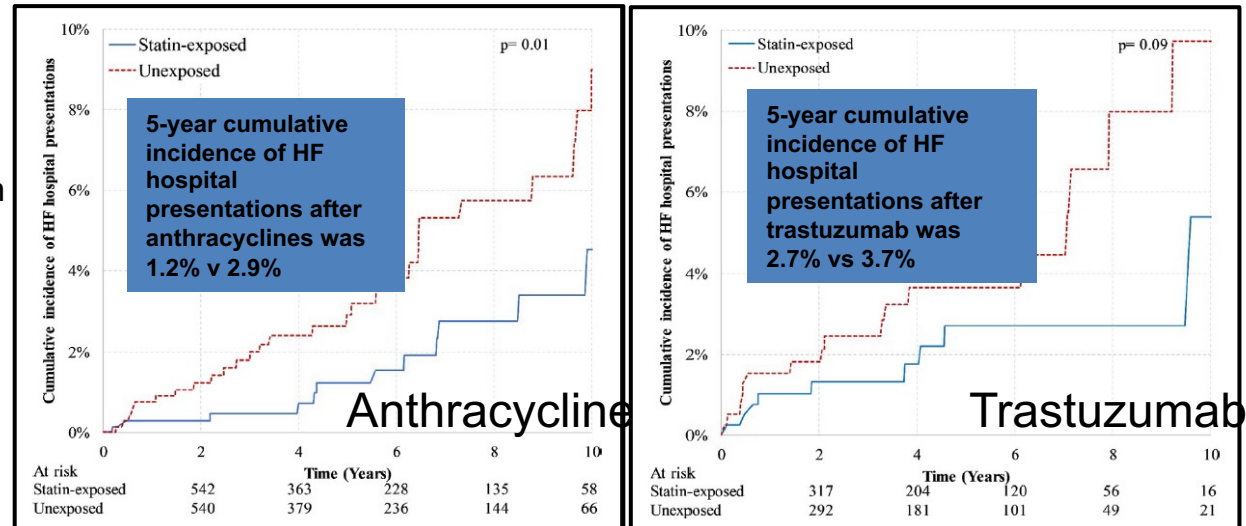 n
10%
8%
6%
4%
2%
0%
Cumulative incidence of HF hospital presentations
Statin-exposed
Unexposed
p= 0.01
5-year cumulative
incidence of HF
hospital
presentations after
anthracyclines was
1.2% v 2.9%
Anthracycline
0 2 4 6 8 10
Time (Years)
At risk
Statin-exposed 542 363 228 135 58
Unexposed 540 379 236 144 66
10%
8%
6%
4%
2%
0%
Cumulative incidence of HF hospital presentations
Statin-exposed
Unexposed
p= 0.09
5-year cumulative
incidence of HF
hospital
presentations after
trastuzumab was
2.7% vs 3.7%
Trastuzumab
0 2 4 6 8 10
Time (Years)
At risk
Statin-exposed 317 204 120 56 16
Unexposed 292 181 101 49 21